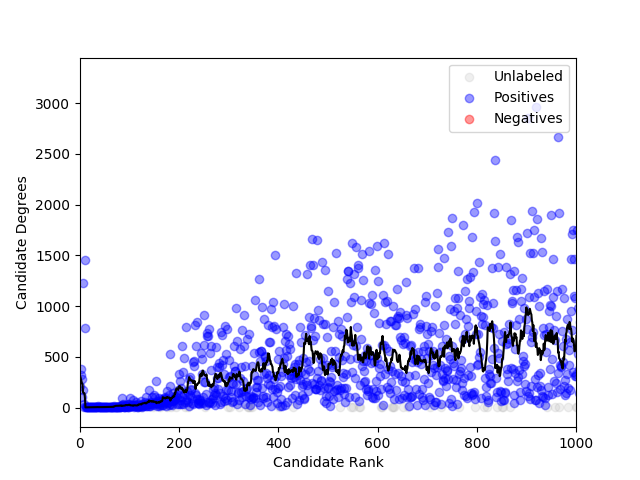 Unlabeled
Positives
Negatives
3000
2500
2000
1500
1000
500
0
Candidate Degrees
0 200 400 600 800 1000
Candidate Rank